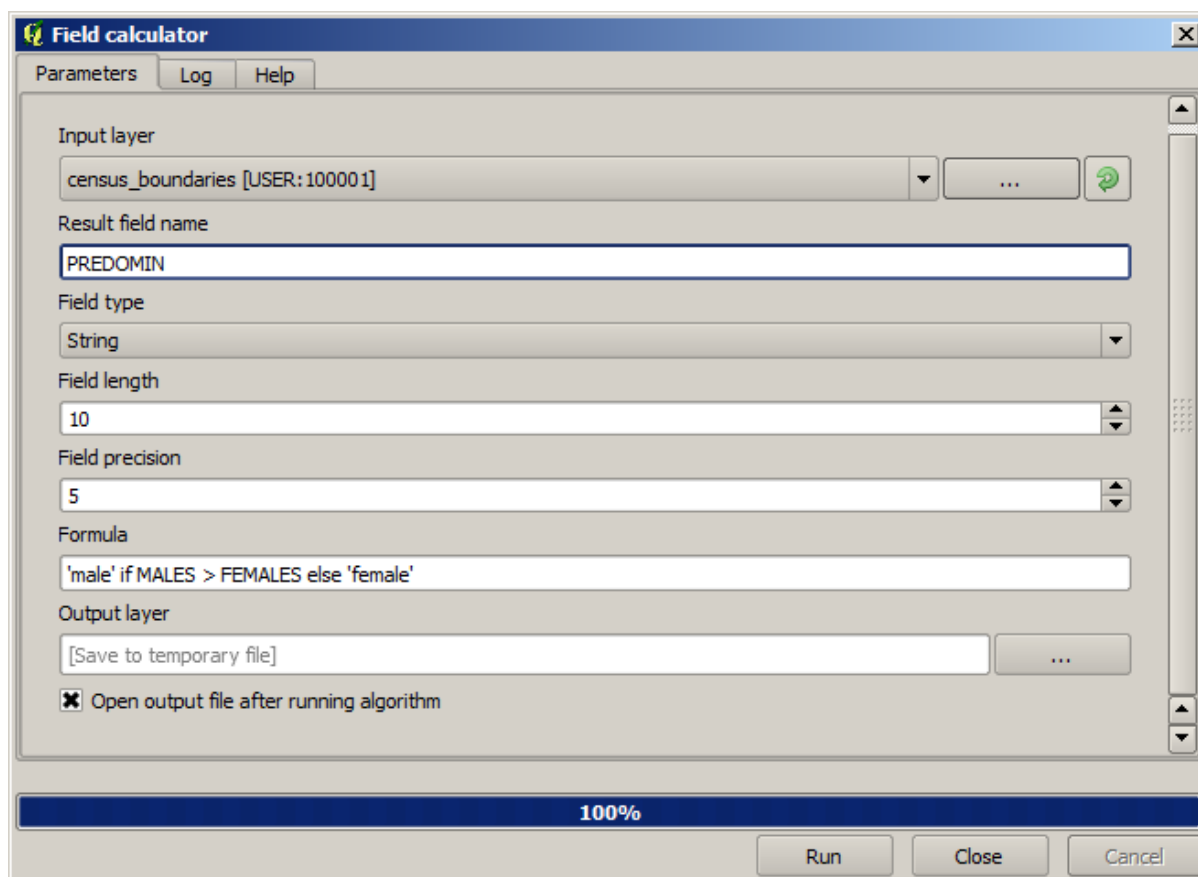 Field calculator
Parameters Log Help
Input layer
census_boundaries [USER:100001]
...
Result field name
PREDOMIN
Field type
String
Field length
10
Field precision
5
Formula
'male' if MALES > FEMALES else 'female'
Output layer
[Save to temporary file]
...
Open output file after running algorithm
100%
Run Close Cancel